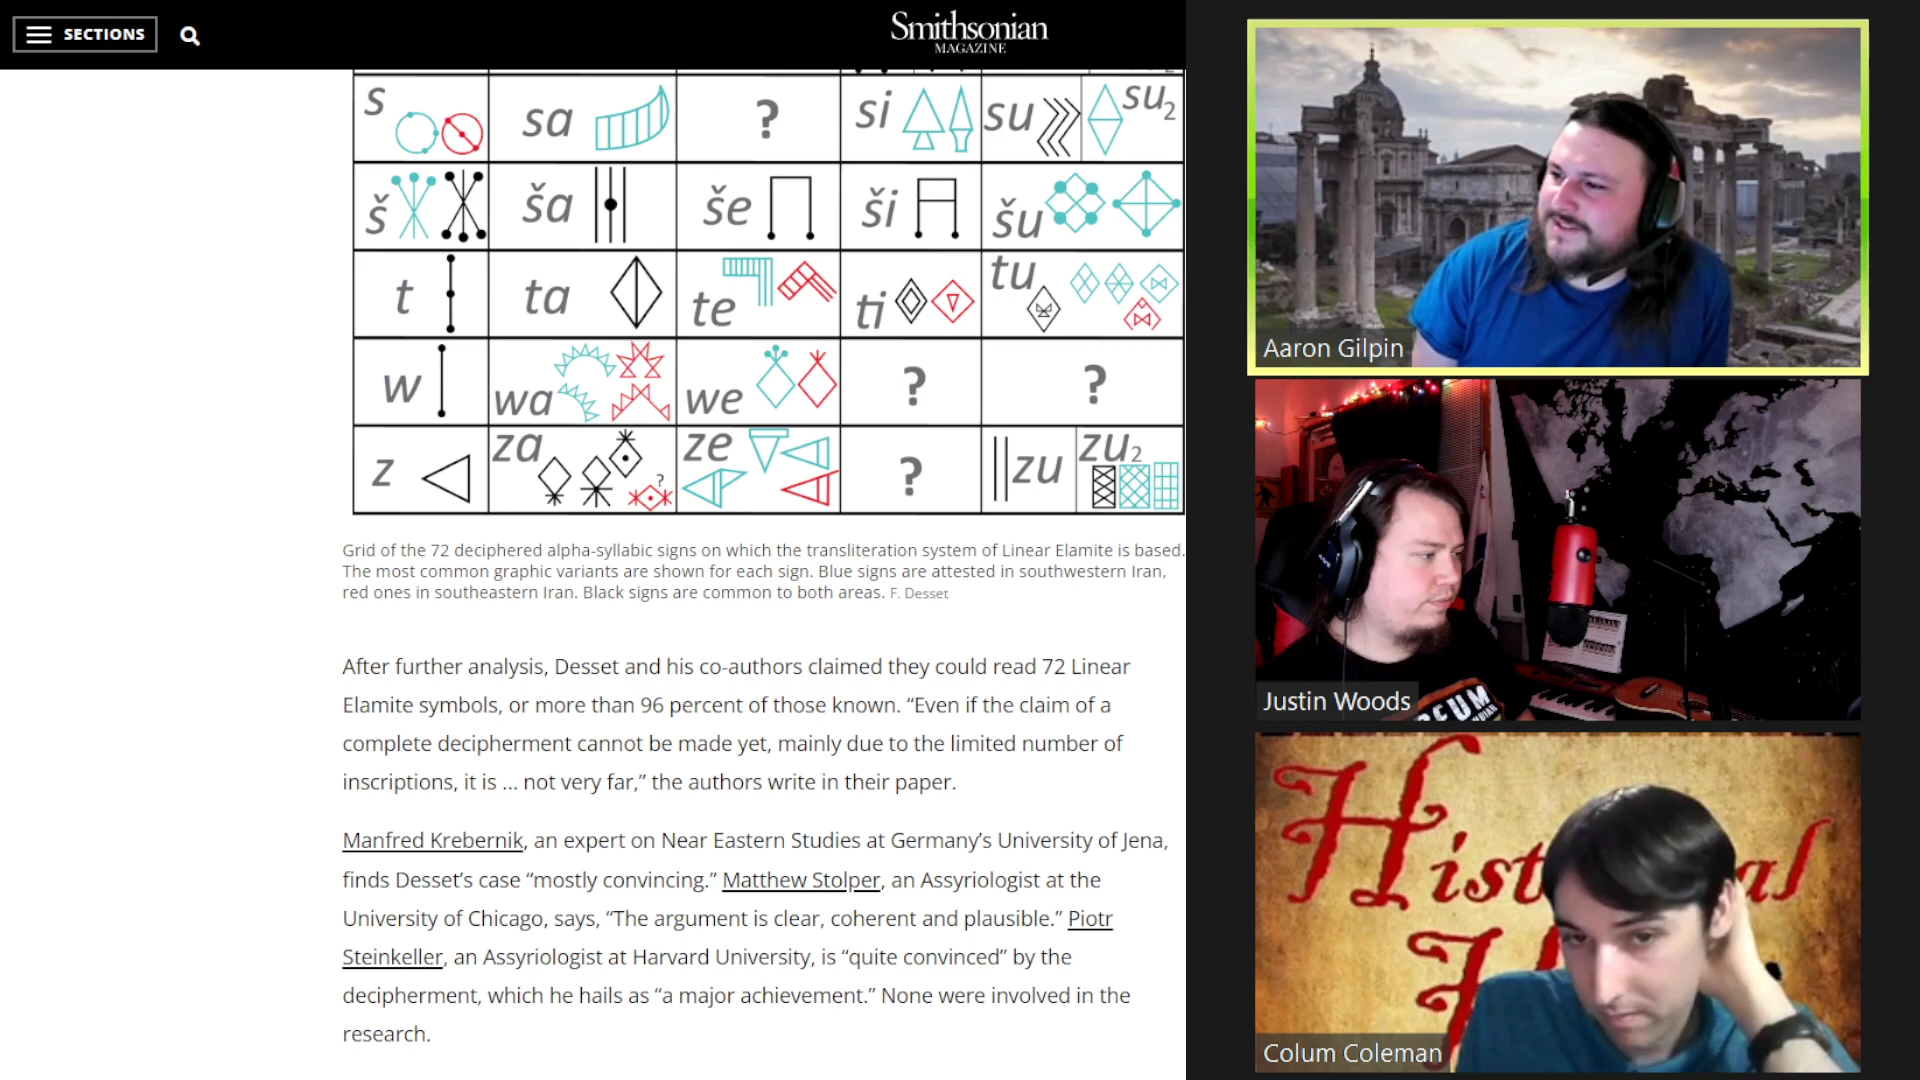 SECTIONS
Smithsonian
MAGAZINE
s sa ? si su su₂
š ša še ši šu
t ta te ti tu
w wa we ? ?
z za ? ze ? zu zu₂
Grid of the 72 deciphered alpha-syllabic signs on which the transliteration system of Linear Elamite is based.
The most common graphic variants are shown for each sign. Blue signs are attested in southwestern Iran,
red ones in southeastern Iran. Black signs are common to both areas. F. Desset
After further analysis, Desset and his co-authors claimed they could read 72 Linear
Elamite symbols, or more than 96 percent of those known. “Even if the claim of a
complete decipherment cannot be made yet, mainly due to the limited number of
inscriptions, it is ... not very far,” the authors write in their paper.
Manfred Krebernik, an expert on Near Eastern Studies at Germany’s University of Jena,
finds Desset’s case “mostly convincing.” Matthew Stolper, an Assyriologist at the
University of Chicago, says, “The argument is clear, coherent and plausible.” Piotr
Steinkeller, an Assyriologist at Harvard University, is “quite convinced” by the
decipherment, which he hails as “a major achievement.” None were involved in the
research.
Aaron Gilpin
Justin Woods
Colum Coleman